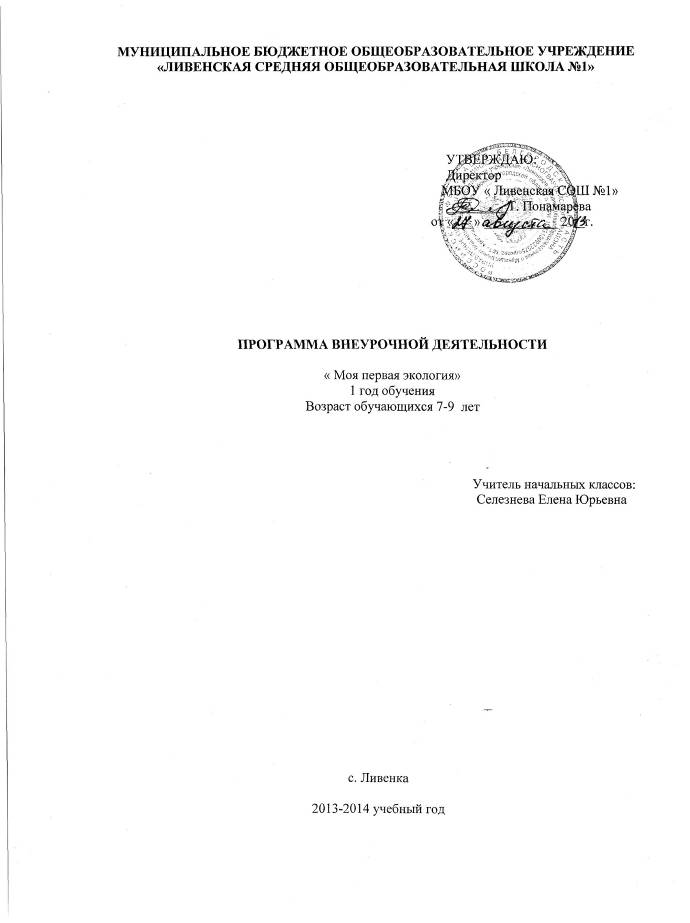 МУНИЦИПАЛЬНОЕ БЮДЖЕТНОЕ ОБЩЕОБРАЗОВАТЕЛЬНОЕ УЧРЕЖДЕНИЕ
«ЛИВЕНСКАЯ СРЕДНЯЯ ОБЩЕОБРАЗОВАТЕЛЬНАЯ ШКОЛА №1»
УТВЕРЖДАЮ:
Директор
МБОУ « Ливенская СОШ №1»
Г. Понамарева
от « » августа 2013г.
ПРОГРАММА ВНЕУРОЧНОЙ ДЕЯТЕЛЬНОСТИ
« Моя первая экология»
1 год обучения
Возраст обучающихся 7-9 лет
Учитель начальных классов:
Селезнева Елена Юрьевна
с. Ливенка
2013-2014 учебный год